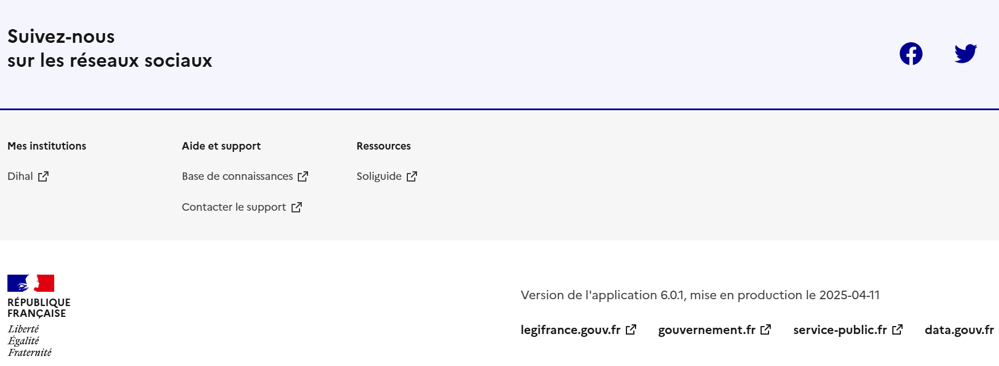 Suivez-nous
sur les réseaux sociaux
Mes institutions
Dihal
Aide et support
Base de connaissances
Contacter le support
Ressources
Soliguide
RÉPUBLIQUE
FRANÇAISE
Liberté
Égalité
Fraternité
Version de l'application 6.0.1, mise en production le 2025-04-11
legifrance.gouv.fr gouvernement.fr service-public.fr data.gouv.fr